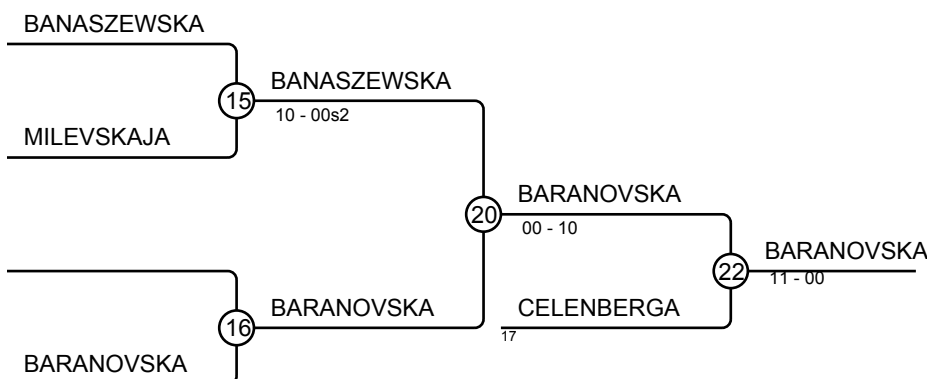 BANASZEWSKA
15
BANASZEWSKA
10 - 00s2
MILEVSKAJA
20
BARANOVSKA
00 - 10
22
BARANOVSKA
11 - 00
16
BARANOVSKA
CELENBERGA
17
BARANOVSKA